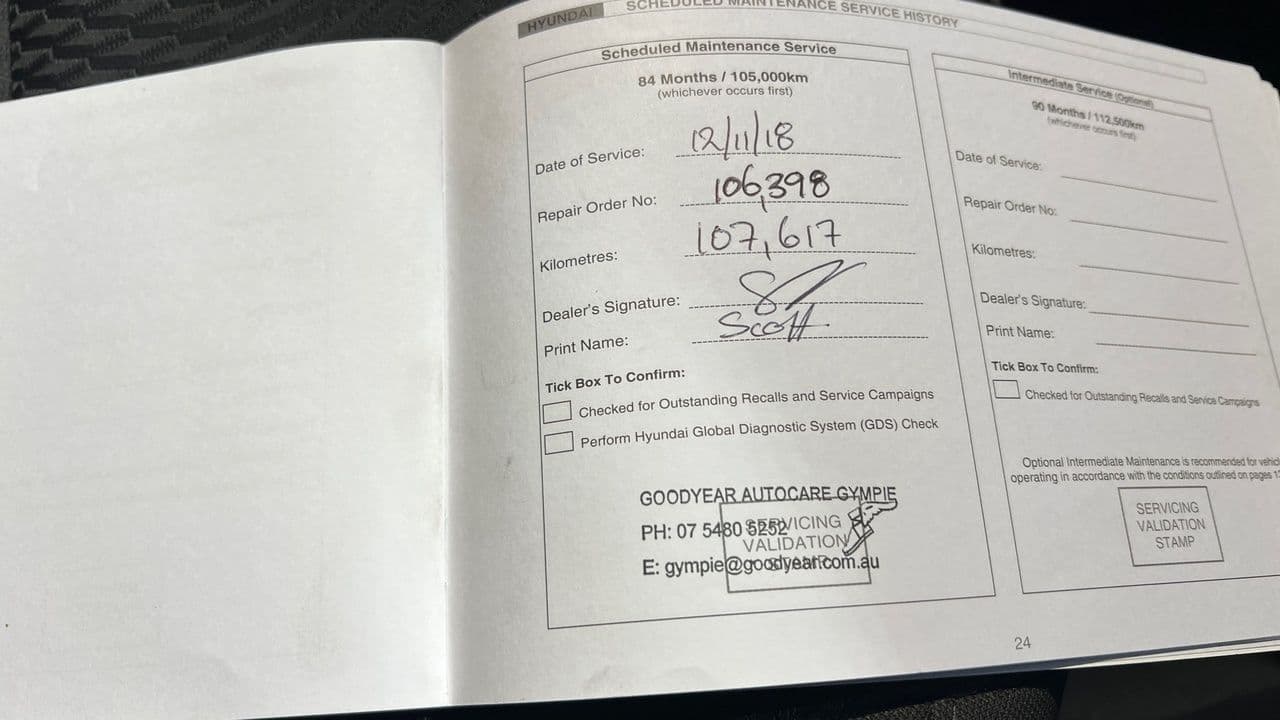 HYUNDAI
SCHEDULED MAINTENANCE SERVICE HISTORY
Scheduled Maintenance Service
84 Months / 105,000km
(whichever occurs first)
Date of Service: 12/11/18
Repair Order No: 106,398
Kilometres: 107,617
Dealer's Signature:
Print Name: Scott
Tick Box To Confirm:
Checked for Outstanding Recalls and Service Campaigns
Perform Hyundai Global Diagnostic System (GDS) Check
GOODYEAR AUTOCARE GYMPIE
PH: 07 5480 5252
SERVICING
VALIDATION
E: gympie@goodyear.com.au
Intermediate Service (Optional)
90 Months / 112,500km
(whichever occurs first)
Date of Service:
Repair Order No:
Kilometres:
Dealer's Signature:
Print Name:
Tick Box To Confirm:
Checked for Outstanding Recalls and Service Campaigns
Optional Intermediate Maintenance is recommended for
operating in accordance with the conditions outlined on pages
SERVICING
VALIDATION
STAMP
24